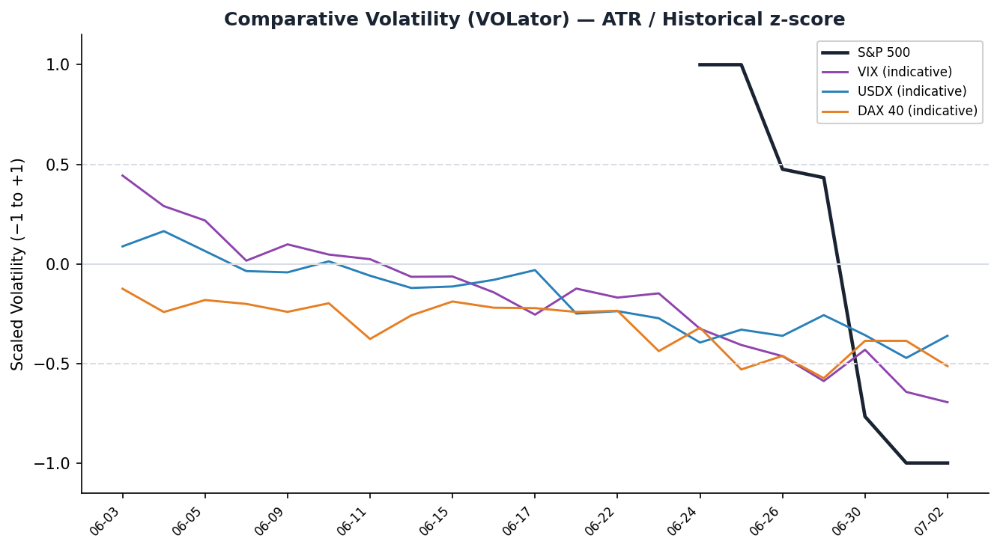 Comparative Volatility (VOLator) — ATR / Historical z-score
S&P 500
VIX (indicative)
USDX (indicative)
DAX 40 (indicative)
Scaled Volatility (−1 to +1)
1.0
0.5
0.0
−0.5
−1.0
06-03
06-05
06-09
06-11
06-15
06-17
06-22
06-24
06-26
06-30
07-02